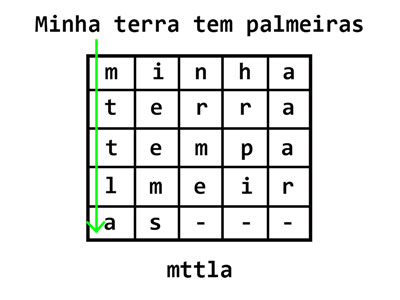 Minha terra tem palmeiras
m i n h a
t e r r a
t e m p a
l m e i r
a s - - -
mttla